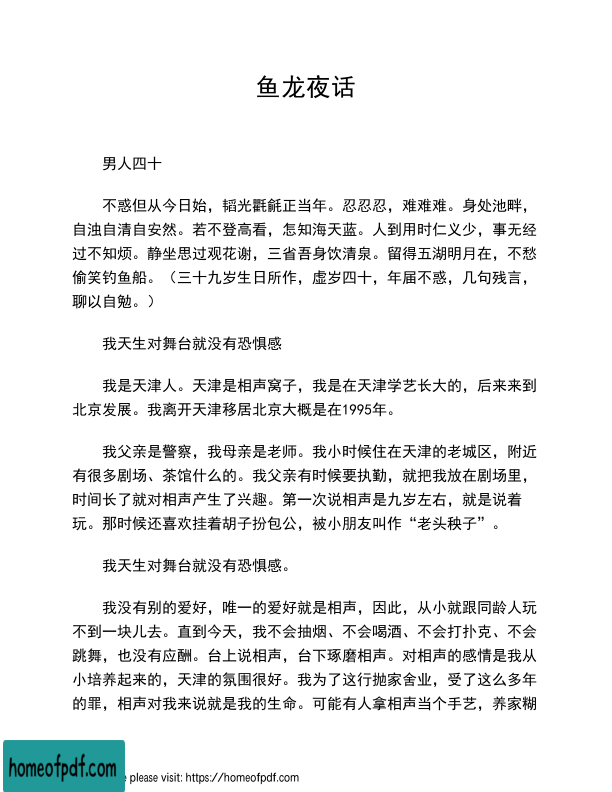 鱼龙夜话
男人四十
不惑但从今日始，韬光氍毹正当年。忍忍忍，难难难。身处池畔，
自浊自清自安然。若不登高看，怎知海天蓝。人到用时仁义少，事无经
过不知烦。静坐思过观花谢，三省吾身饮清泉。留得五湖明月在，不愁
偷笑钓鱼船。（三十九岁生日所作，虚岁四十，年届不惑，几句残言，
聊以自勉。）
我天生对舞台就没有恐惧感
我是天津人。天津是相声窝子，我是在天津学艺长大的，后来来到
北京发展。我离开天津移居北京大概是在1995年。
我父亲是警察，我母亲是老师。我小时候住在天津的老城区，附近
有很多剧场、茶馆什么的。我父亲有时候要执勤，就把我放在剧场里，
时间长了就对相声产生了兴趣。第一次说相声是九岁左右，就是说着
玩。那时候还喜欢挂着胡子扮包公，被小朋友叫作“老头秧子”。
我天生对舞台就没有恐惧感。
我没有别的爱好，唯一的爱好就是相声，因此，从小就跟同龄人玩
不到一块儿去。直到今天，我不会抽烟、不会喝酒、不会打扑克、不会
跳舞，也没有应酬。台上说相声，台下琢磨相声。对相声的感情是我从
小培养起来的，天津的氛围很好。我为了这行抛家舍业，受了这么多年
的罪，相声对我来说就是我的生命。可能有人拿相声当个手艺，养家糊
homeofpdf.com
please visit: https://homeofpdf.com